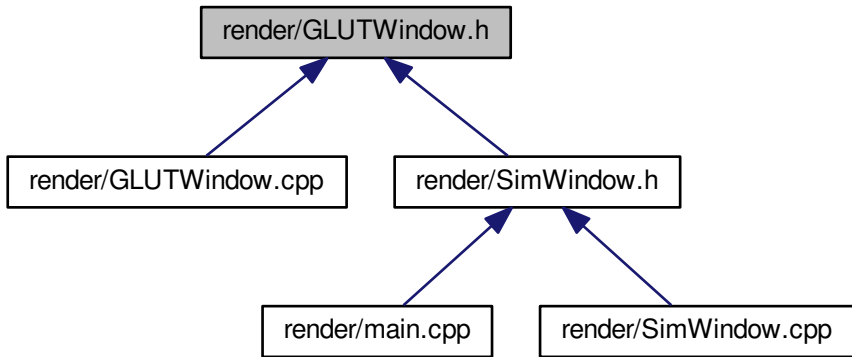 render/GLUTWindow.h
render/GLUTWindow.cpp
render/SimWindow.h
render/main.cpp
render/SimWindow.cpp